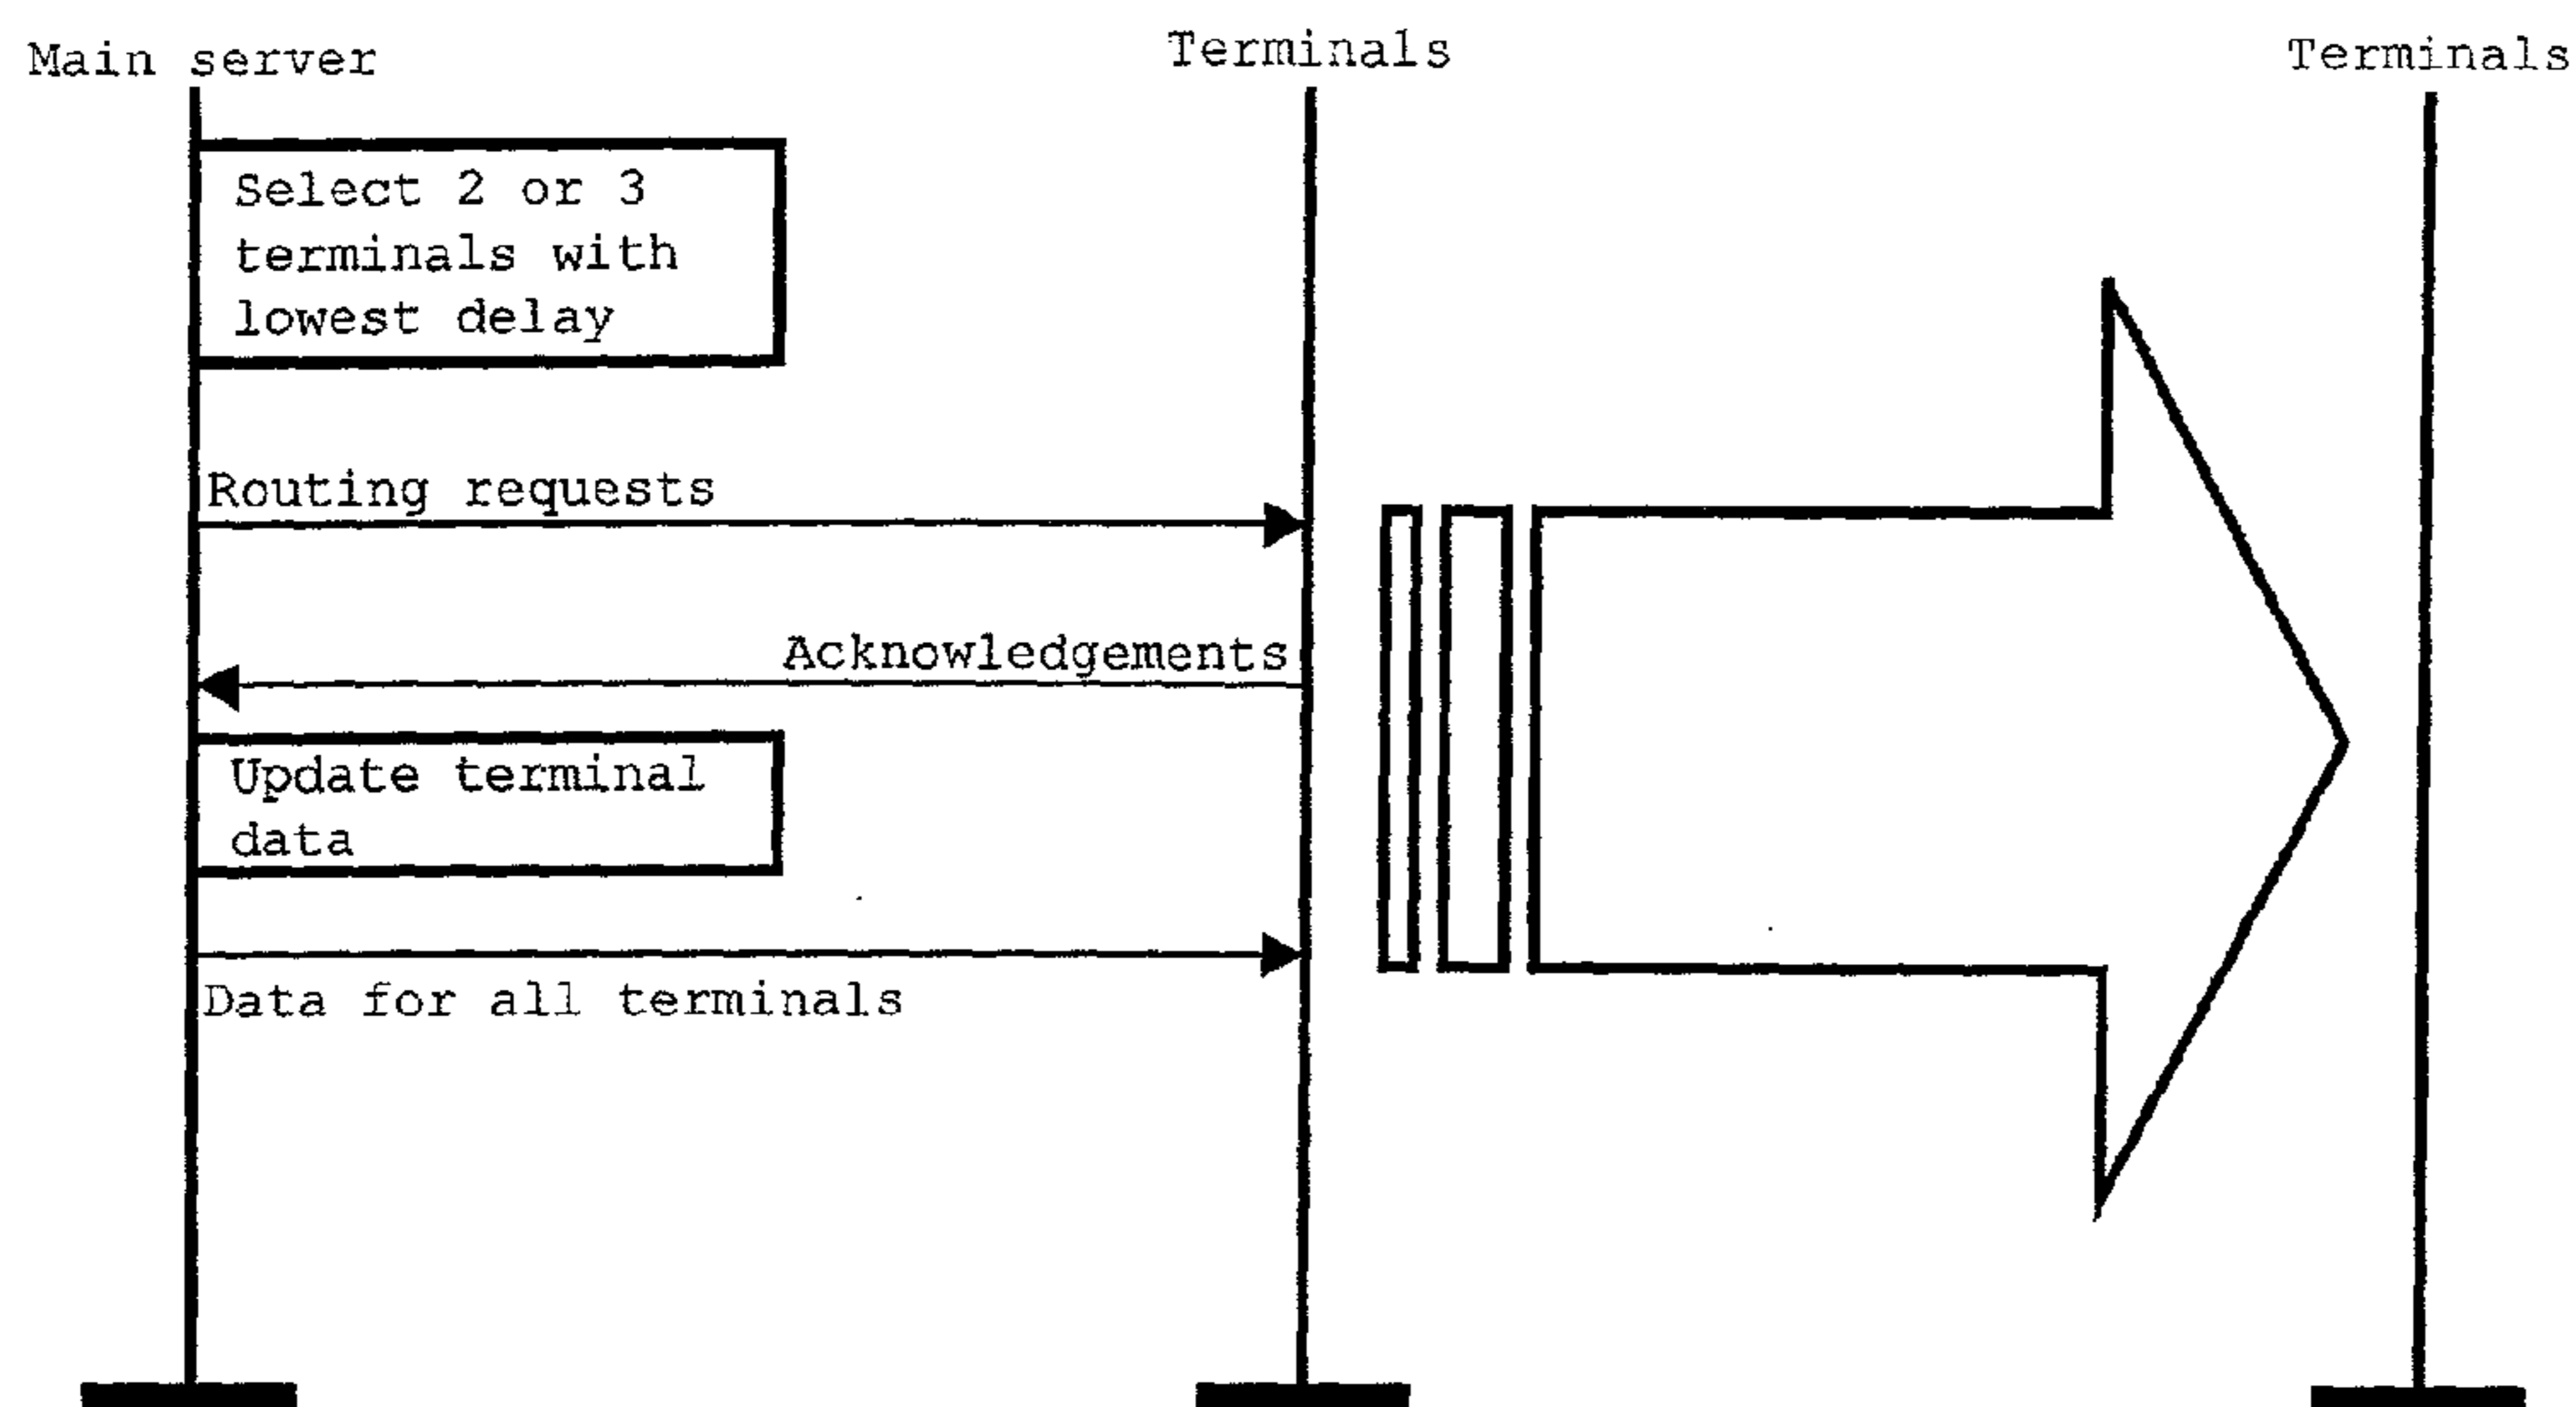 Main server
Terminals
Terminals
Select 2 or 3
terminals with
lowest delay
Routing requests
Acknowledgements
Update terminal
data
Data for all terminals